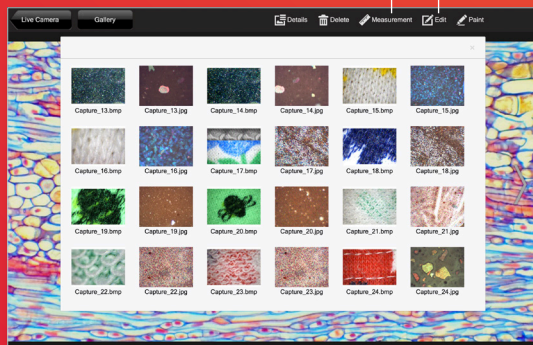 Live Camera Gallery Details Delete Measurement Edit Paint
Capture_13.bmp Capture_13.jpg Capture_14.bmp Capture_14.jpg Capture_15.bmp Capture_15.jpg
Capture_16.bmp Capture_16.jpg Capture_17.bmp Capture_17.jpg Capture_18.bmp Capture_18.jpg
Capture_19.bmp Capture_19.jpg Capture_20.bmp Capture_20.jpg Capture_21.bmp Capture_21.jpg
Capture_22.bmp Capture_22.jpg Capture_23.bmp Capture_23.jpg Capture_24.bmp Capture_24.jpg